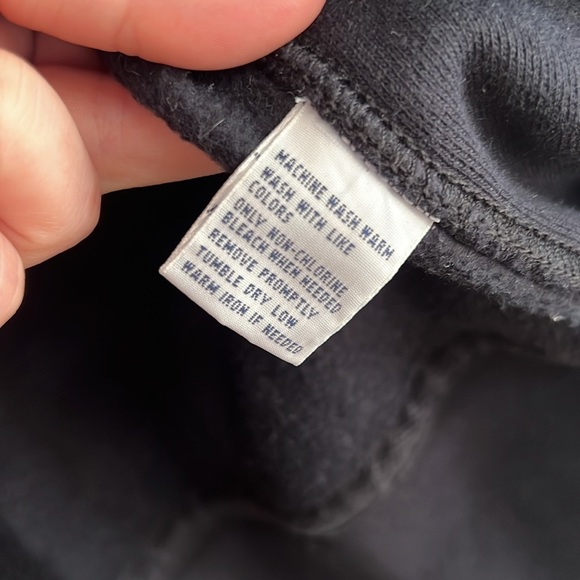 MACHINE WASH WARM
WASH WITH LIKE
COLORS
ONLY NON-CHLORINE
BLEACH WHEN NEEDED
REMOVE PROMPTLY
TUMBLE DRY LOW
WARM IRON IF NEEDED